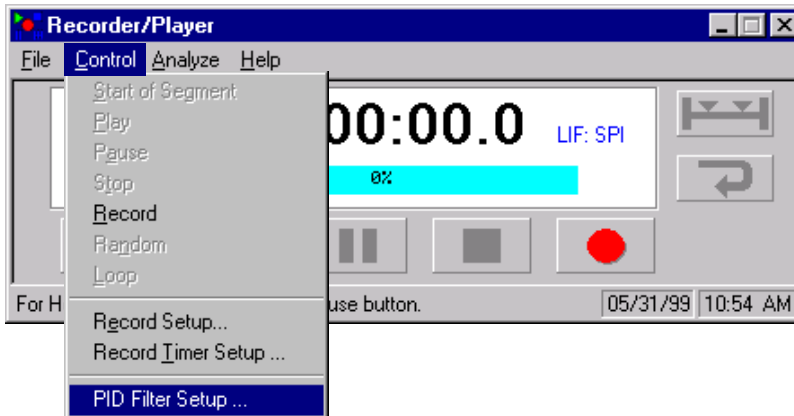 Recorder/Player
File Control Analyze Help
Start of Segment
Play
Pause
Stop
Record
Random
Loop
Record Setup...
Record Timer Setup ...
PID Filter Setup ...
00:00.0 LIF: SPI
0%
For H
use button.
05/31/99 10:54 AM